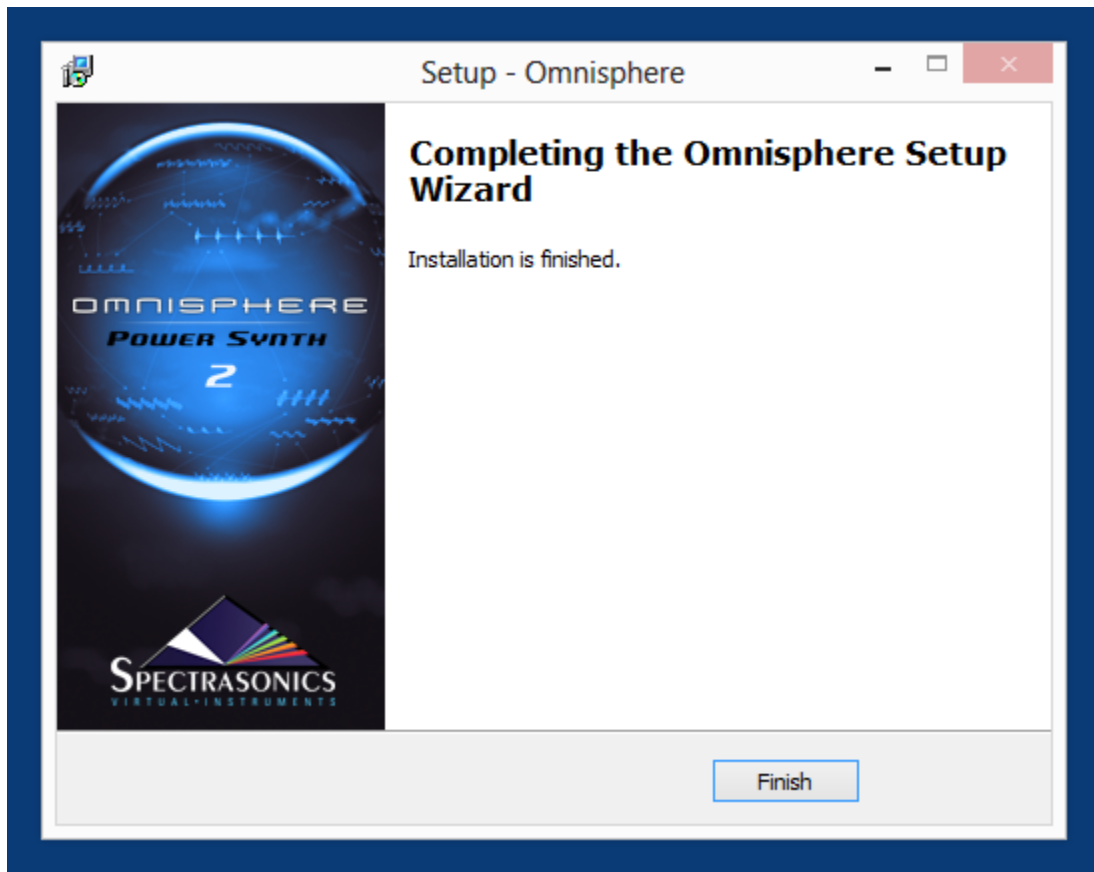 Setup - Omnisphere
Completing the Omnisphere Setup
Wizard
Installation is finished.
OMNISPHERE
POWER SYNTH
2
SPECTRASONICS
VIRTUAL•INSTRUMENTS
Finish